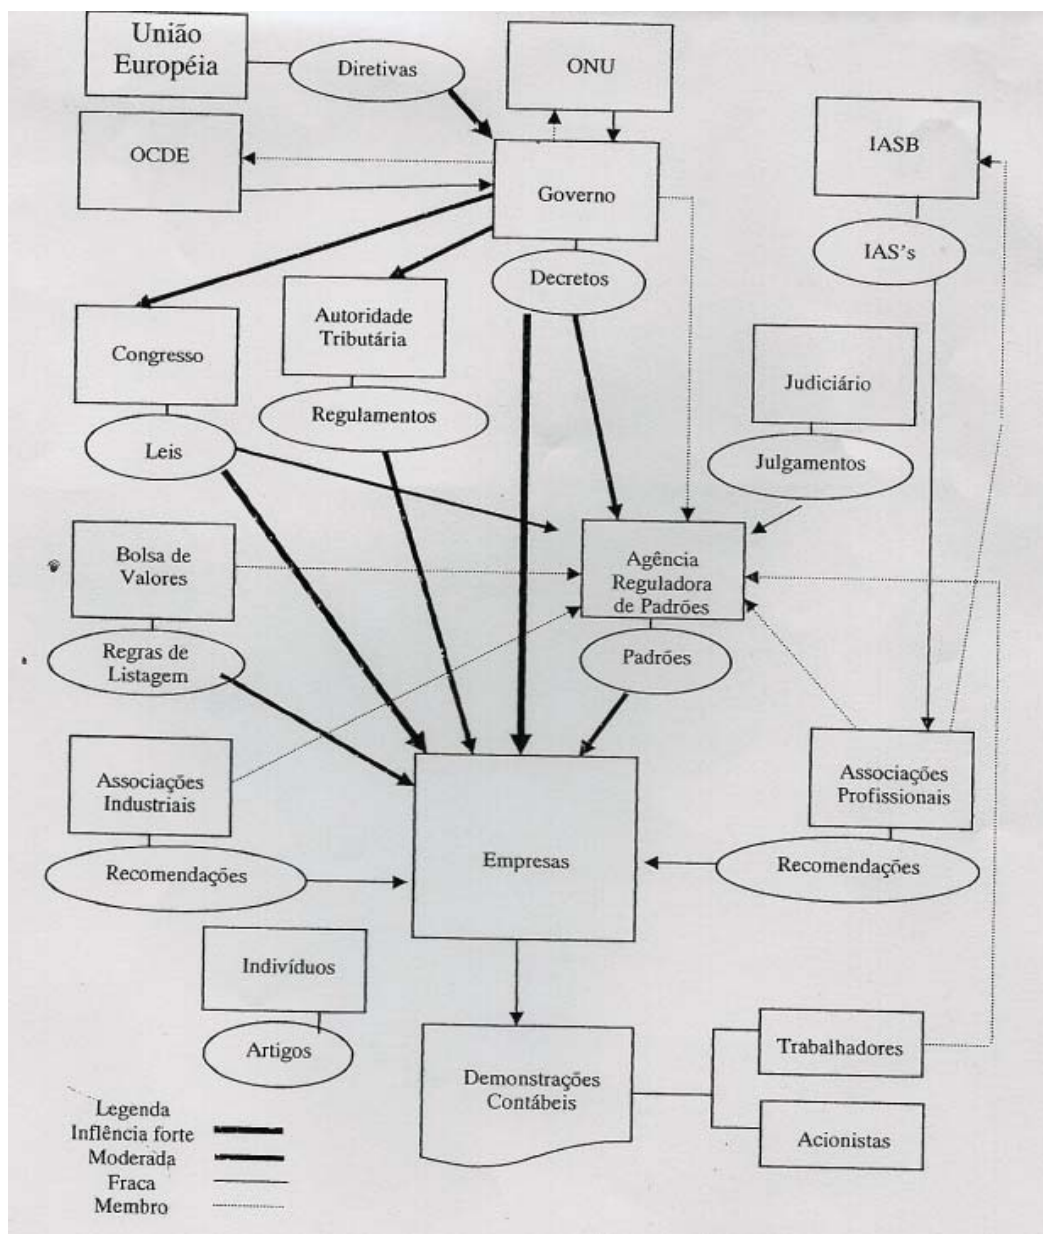 União
Européia
Diretivas
ONU
OCDE
IASB
Governo
IAS's
Decretos
Autoridade
Tributária
Congresso
Judiciário
Regulamentos
Leis
Julgamentos
Bolsa de
Valores
Agência
Reguladora
de Padrões
Regras de
Listagem
Padrões
Associações
Industriais
Associações
Profissionais
Empresas
Recomendações
Recomendações
Indivíduos
Artigos
Demonstrações
Contábeis
Trabalhadores
Acionistas
Legenda
Inflência forte
Moderada
Fraca
Membro